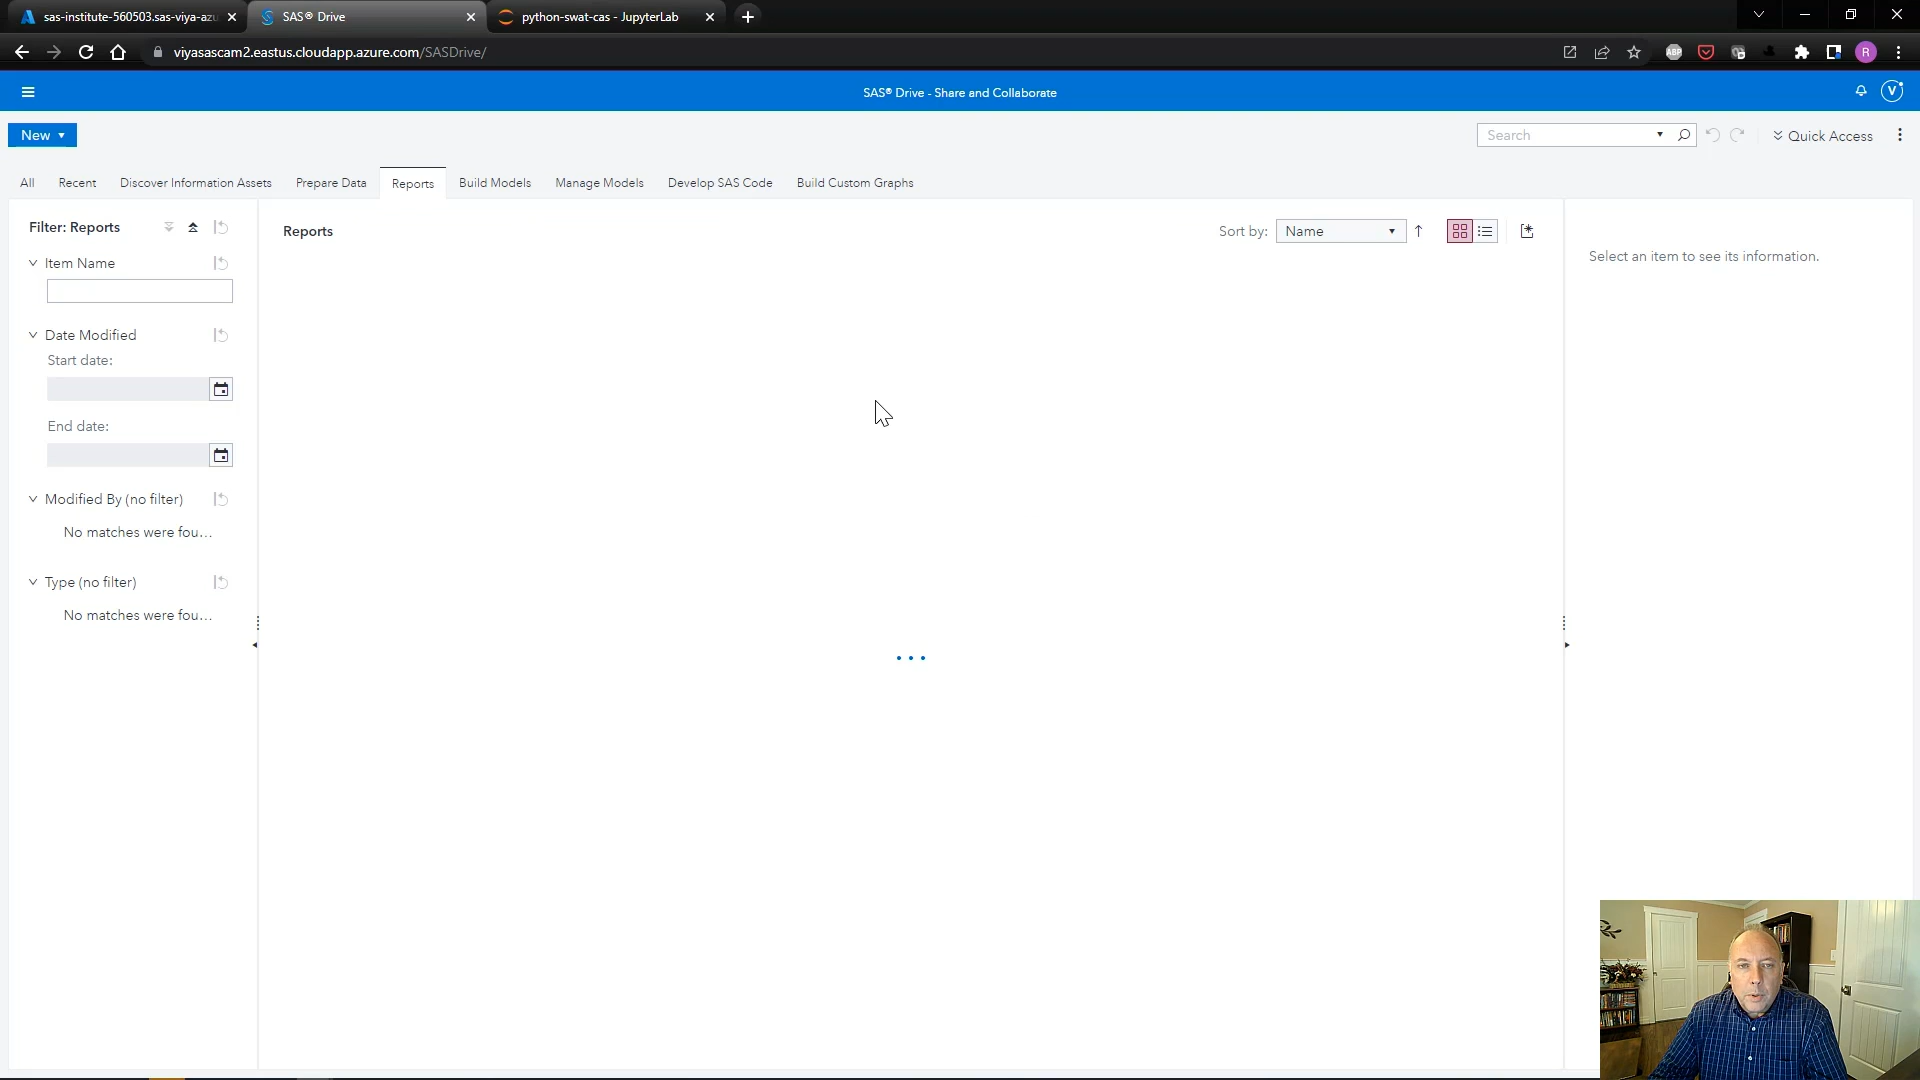 sas-institute-560503.sas-viya-azu
SAS® Drive
python-swat-cas - JupyterLab
viyasascam2.eastus.cloudapp.azure.com/SASDrive/
ABP
R
SAS® Drive - Share and Collaborate
V
New
Search
Quick Access
All
Recent
Discover Information Assets
Prepare Data
Reports
Build Models
Manage Models
Develop SAS Code
Build Custom Graphs
Filter: Reports
Reports
Sort by:
Name
Select an item to see its information.
Item Name
Date Modified
Start date:
End date:
Modified By (no filter)
No matches were fou...
Type (no filter)
No matches were fou...